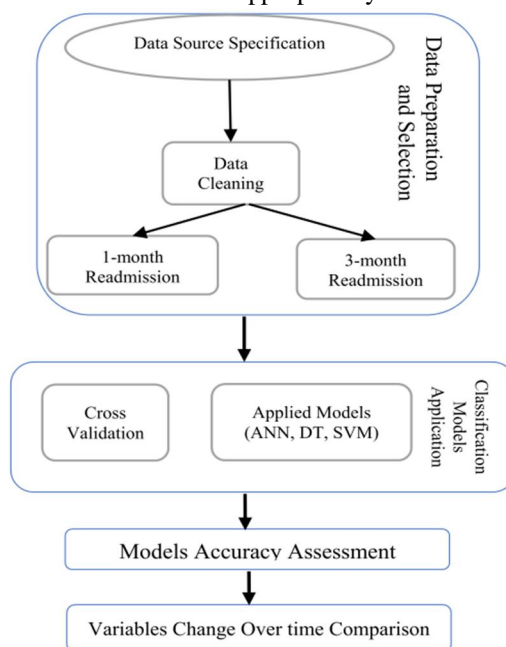 Data Source Specification
Data Preparation
and Selection
Data
Cleaning
1-month
Readmission
3-month
Readmission
Cross
Validation
Applied Models
(ANN, DT, SVM)
Classification
Models
Application
Models Accuracy Assessment
Variables Change Over time Comparison